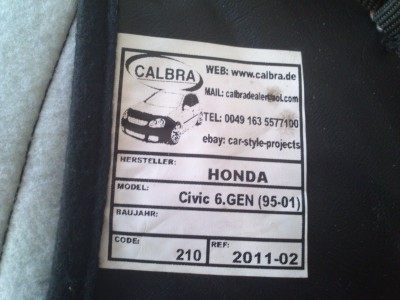 CALBRA
WEB: www.calbra.de
MAIL: calbradealer@aol.com
TEL: 0049 163 5577100
ebay: car-style-projects
HERSTELLER:
HONDA
MODEL:
Civic 6.GEN (95-01)
BAUJAHR:
CODE:
210
REF:
2011-02